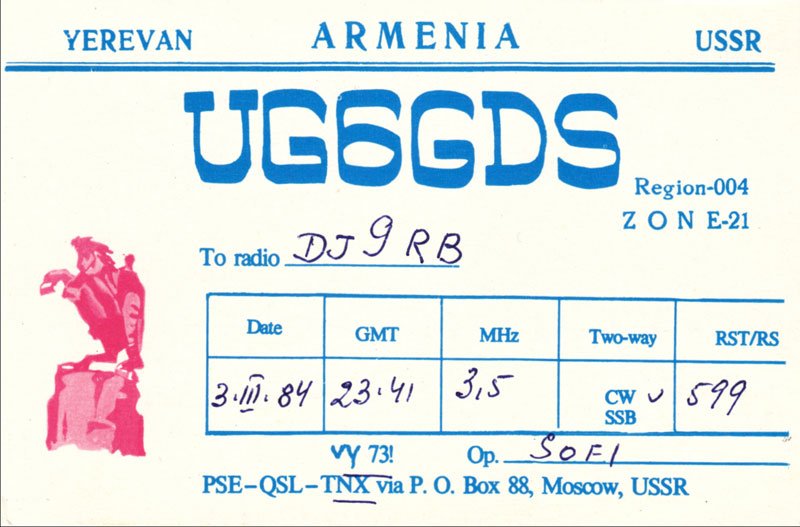 YEREVAN ARMENIA USSR
UG6GDS
Region-004
ZONE-21
To radio DJ9RB
Date GMT MHz Two-way RST/RS
3.III.84 23.41 3,5 CW v 599
SSB
VY 73! Op. SOFI
PSE-QSL-TNX via P. O. Box 88, Moscow, USSR